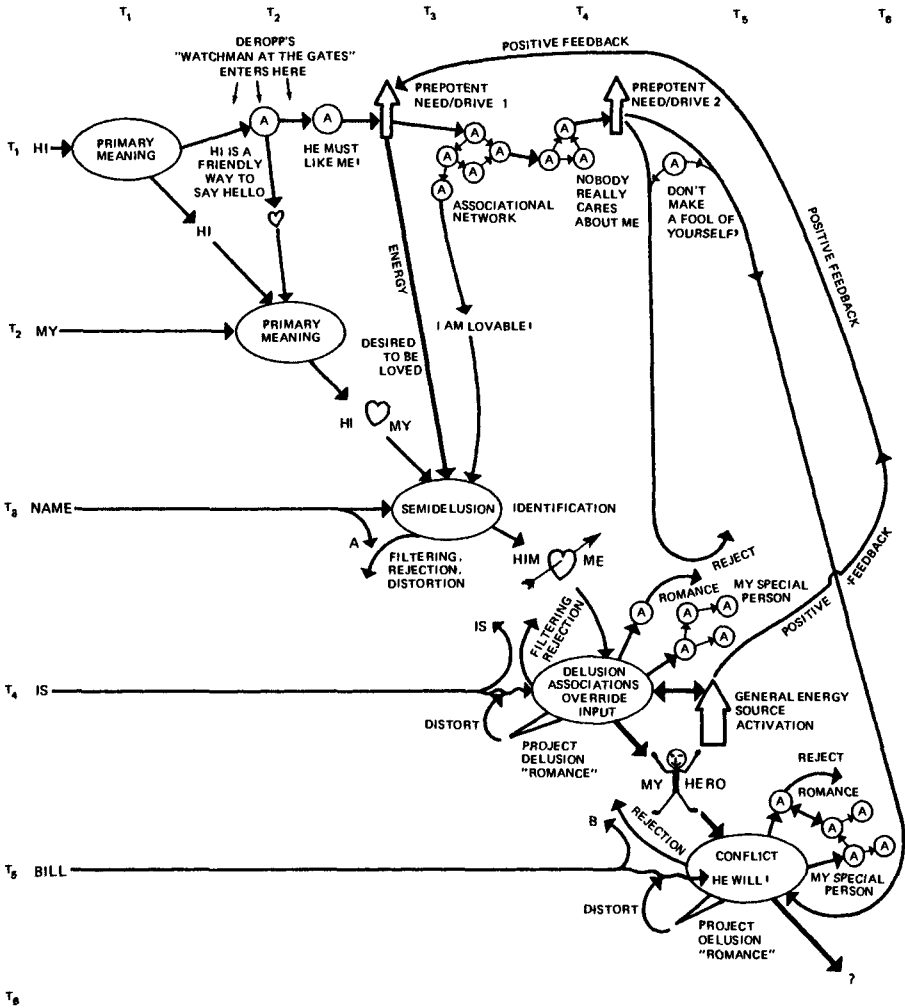 T1 T2 T3 T4 T5 T6
POSITIVE FEEDBACK
DEROPP'S
"WATCHMAN AT THE GATES"
ENTERS HERE
PREPOTENT
NEED/DRIVE 1
PREPOTENT
NEED/DRIVE 2
T1 HI
PRIMARY
MEANING
A
A
HI IS A
FRIENDLY
WAY TO
SAY HELLO
HE MUST
LIKE ME!
A
A
A
A
A
ASSOCIATIONAL
NETWORK
A
A
A
NOBODY
REALLY
CARES
ABOUT ME
A
DON'T
MAKE
A FOOL OF
YOURSELF!
POSITIVE FEEDBACK
HI
ENERGY
T2 MY
PRIMARY
MEANING
I AM LOVABLE!
DESIRED
TO BE
LOVED
HI MY
T3 NAME
SEMIDELUSION
IDENTIFICATION
A
FILTERING,
REJECTION,
DISTORTION
HIM ME
REJECT
ROMANCE
MY SPECIAL
PERSON
A
A
A
A
A
POSITIVE FEEDBACK
IS
FILTERING
REJECTION
T4 IS
DELUSION
ASSOCIATIONS
OVERRIDE
INPUT
GENERAL ENERGY
SOURCE
ACTIVATION
DISTORT
PROJECT
DELUSION
"ROMANCE"
MY HERO
REJECT
ROMANCE
A
A
A
A
A
B
REJECTION
T5 BILL
CONFLICT
HE WILL!
MY SPECIAL
PERSON
DISTORT
PROJECT
OELUSION
"ROMANCE"
?
T6